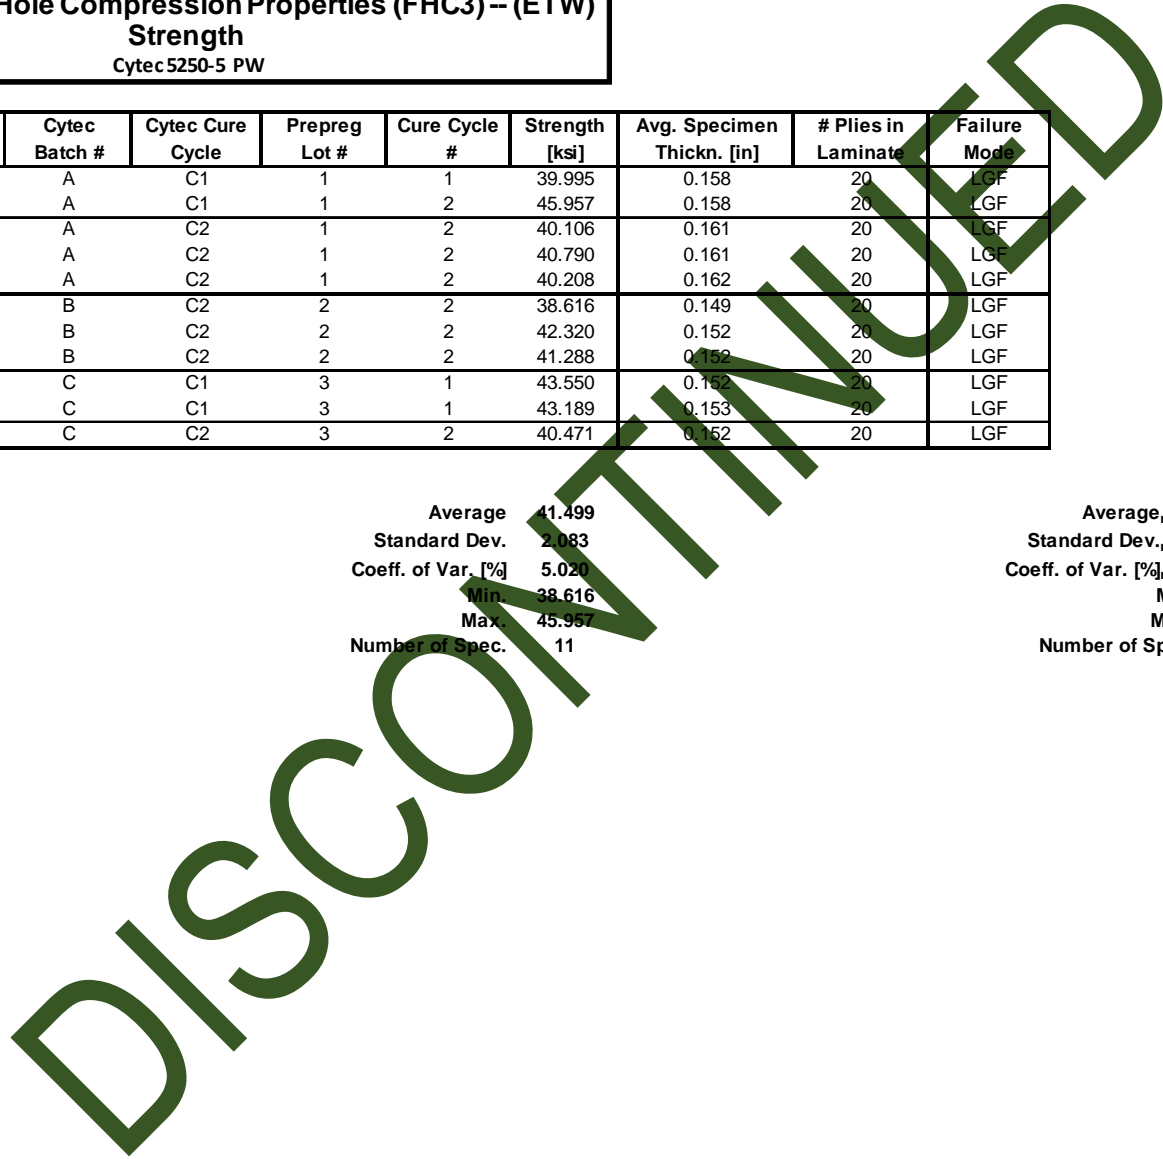 Hole Compression Properties (FHC3) -- (ETW)
Strength
Cytec 5250-5 PW
Cytec Batch # Cytec Cure Cycle Prepreg Lot # Cure Cycle # Strength [ksi] Avg. Specimen Thickn. [in] # Plies in Laminate Failure Mode
A C1 1 1 39.995 0.158 20 LGF
A C1 1 2 45.957 0.158 20 LGF
A C2 1 2 40.106 0.161 20 LGF
A C2 1 2 40.790 0.161 20 LGF
A C2 1 2 40.208 0.162 20 LGF
B C2 2 2 38.616 0.149 20 LGF
B C2 2 2 42.320 0.152 20 LGF
B C2 2 2 41.288 0.152 20 LGF
C C1 3 1 43.550 0.152 20 LGF
C C1 3 1 43.189 0.153 20 LGF
C C2 3 2 40.471 0.152 20 LGF
Average 41.499 Average
Standard Dev. 2.083 Standard Dev.
Coeff. of Var. [%] 5.020 Coeff. of Var. [%]
Min. 38.616
Max. 45.957
Number of Spec. 11 Number of
DISCONTINUED